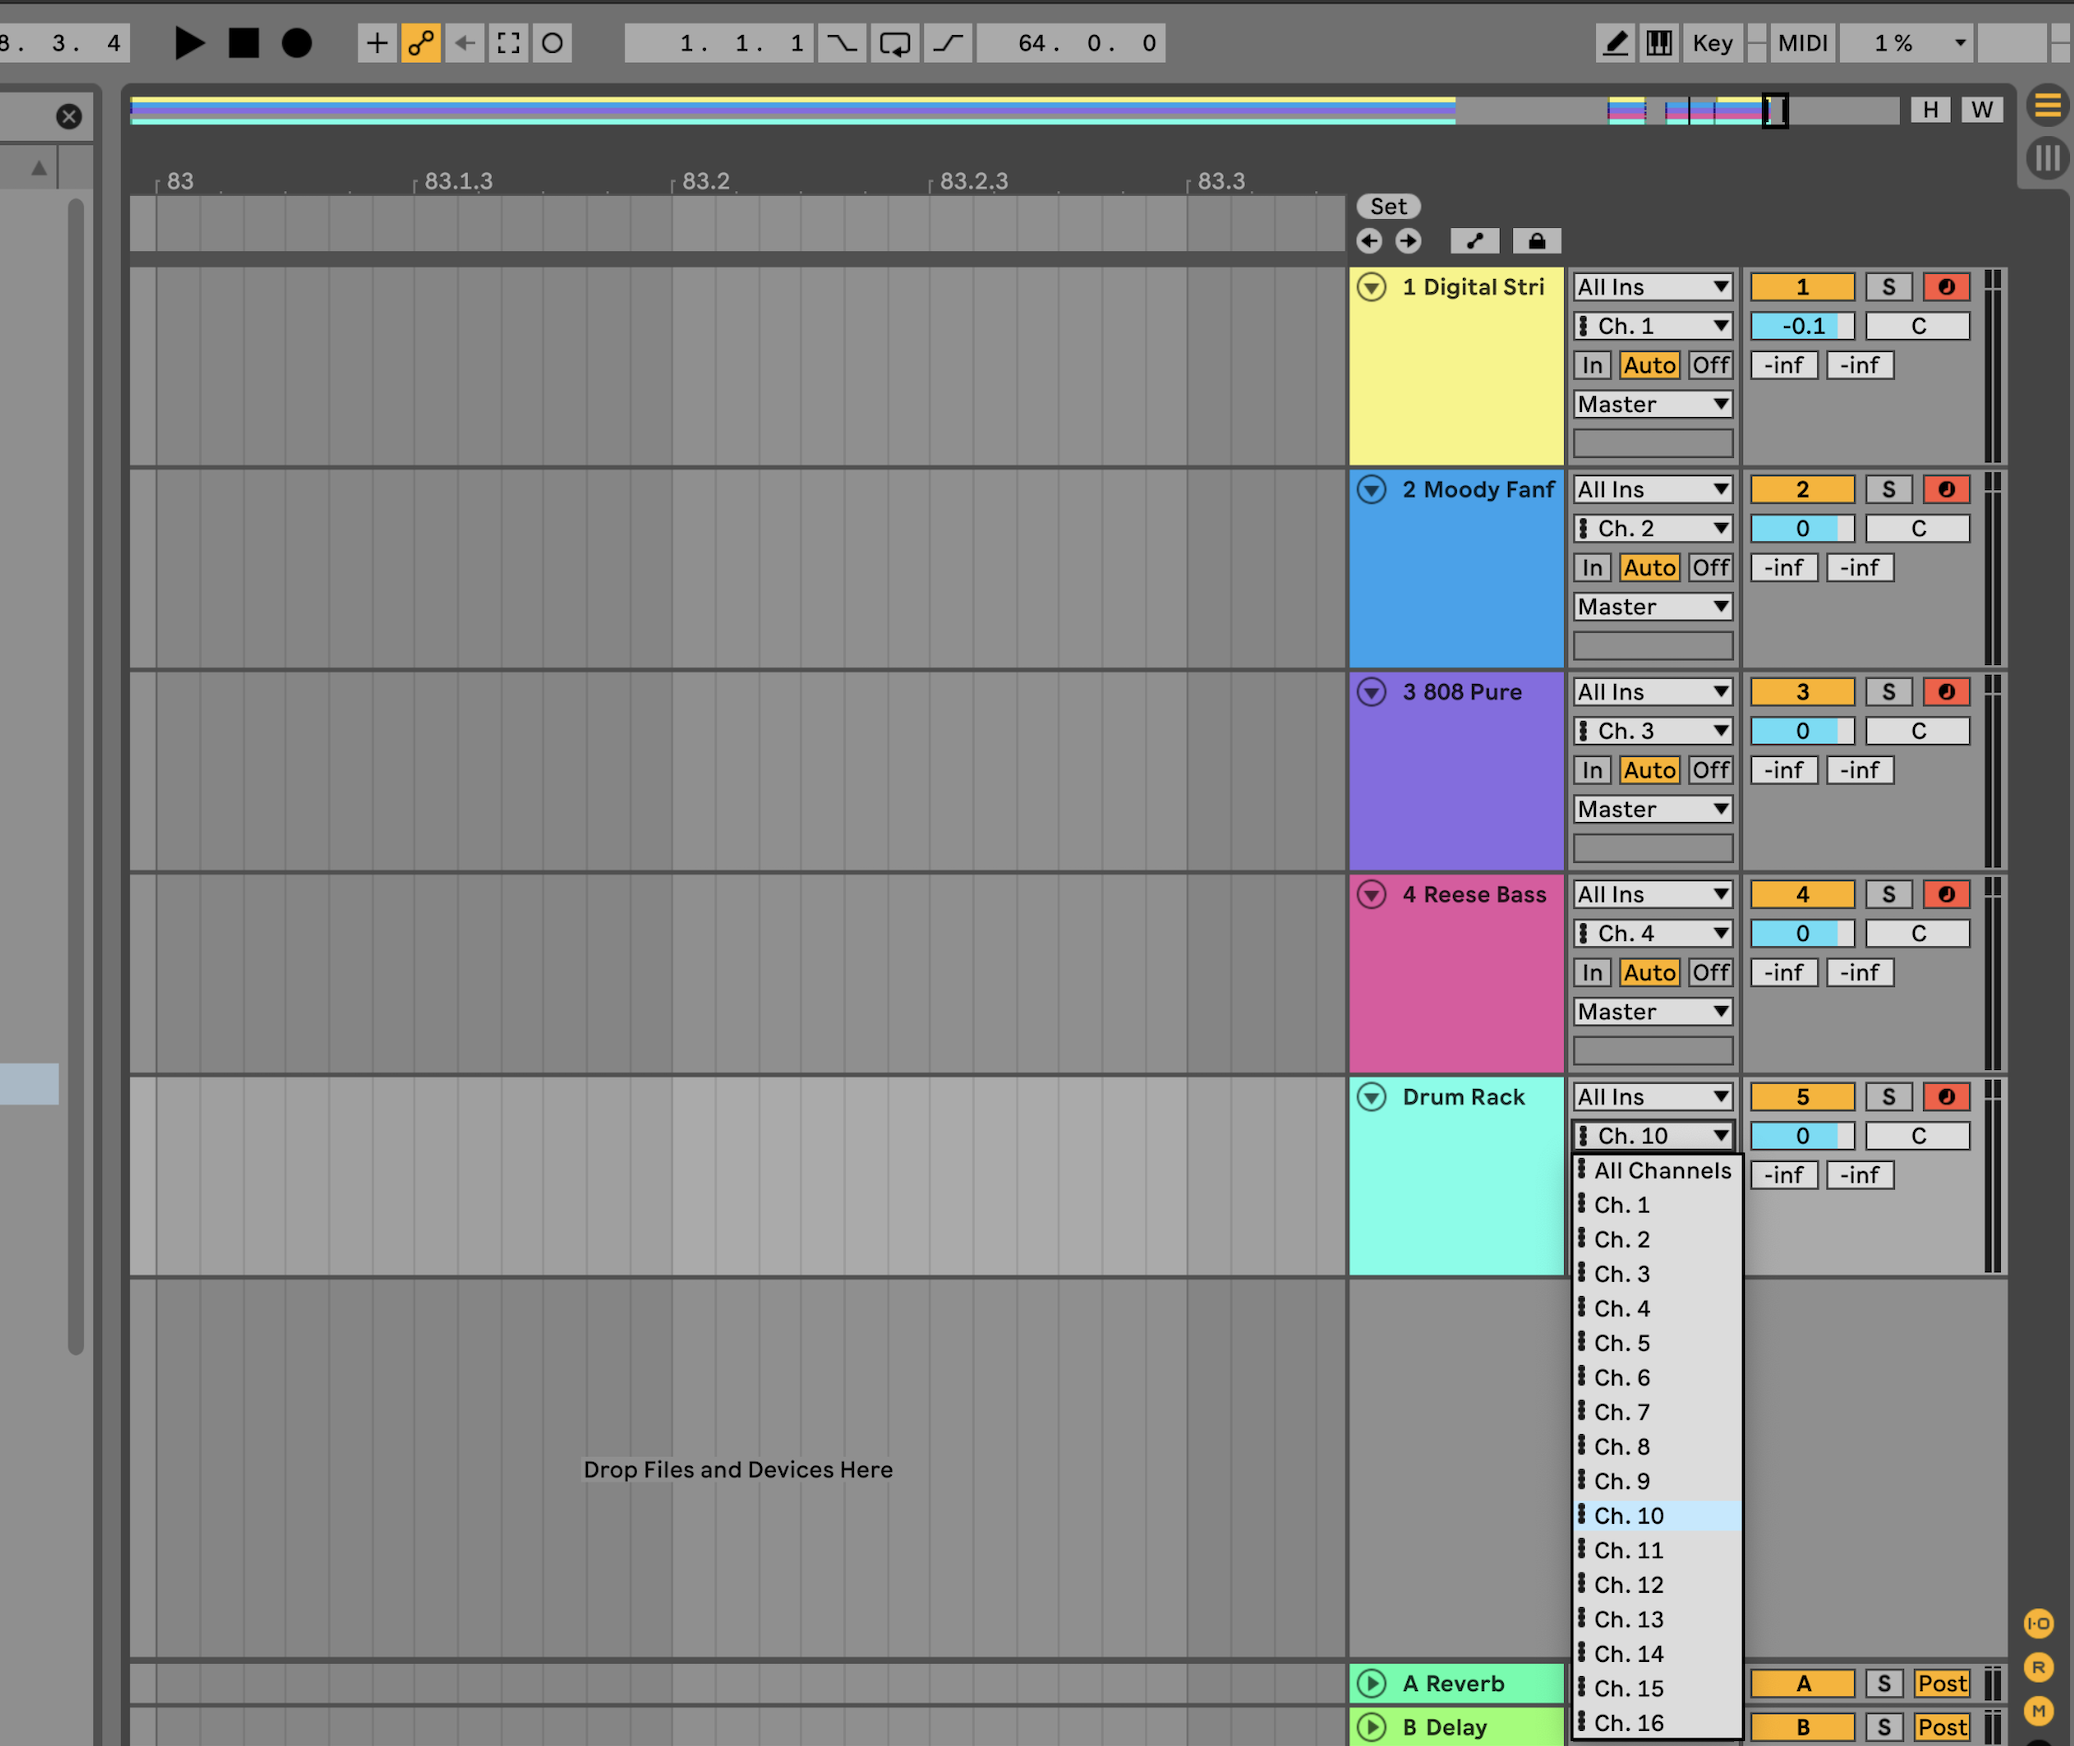 8. 3. 4
1. 1. 1
64. 0. 0
Key
MIDI
1 %
H
W
83
83.1.3
83.2
83.2.3
83.3
Set
1 Digital Stri
All Ins
1
S
Ch. 1
-0.1
C
In
Auto
Off
-inf
-inf
Master
2 Moody Fanf
All Ins
2
S
Ch. 2
0
C
In
Auto
Off
-inf
-inf
Master
3 808 Pure
All Ins
3
S
Ch. 3
0
C
In
Auto
Off
-inf
-inf
Master
4 Reese Bass
All Ins
4
S
Ch. 4
0
C
In
Auto
Off
-inf
-inf
Master
Drum Rack
All Ins
5
S
Ch. 10
0
C
-inf
-inf
All Channels
Ch. 1
Ch. 2
Ch. 3
Ch. 4
Ch. 5
Ch. 6
Ch. 7
Ch. 8
Ch. 9
Ch. 10
Ch. 11
Ch. 12
Ch. 13
Ch. 14
Ch. 15
Ch. 16
Drop Files and Devices Here
I·O
R
M
A Reverb
A
S
Post
B Delay
B
S
Post